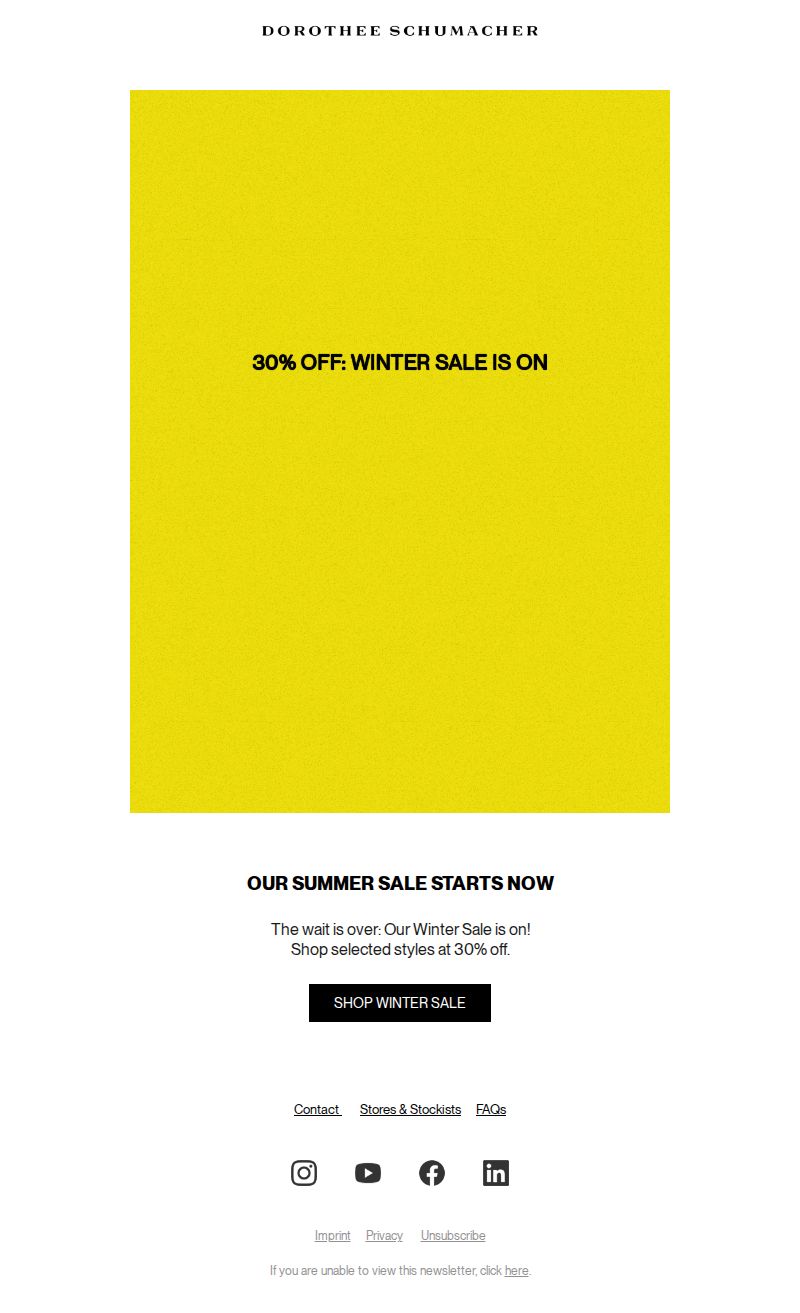 DOROTHEE SCHUMACHER
30% OFF: WINTER SALE IS ON
OUR SUMMER SALE STARTS NOW
The wait is over: Our Winter Sale is on!
Shop selected styles at 30% off.
SHOP WINTER SALE
Contact Stores & Stockists FAQs
Imprint Privacy Unsubscribe
If you are unable to view this newsletter, click here.